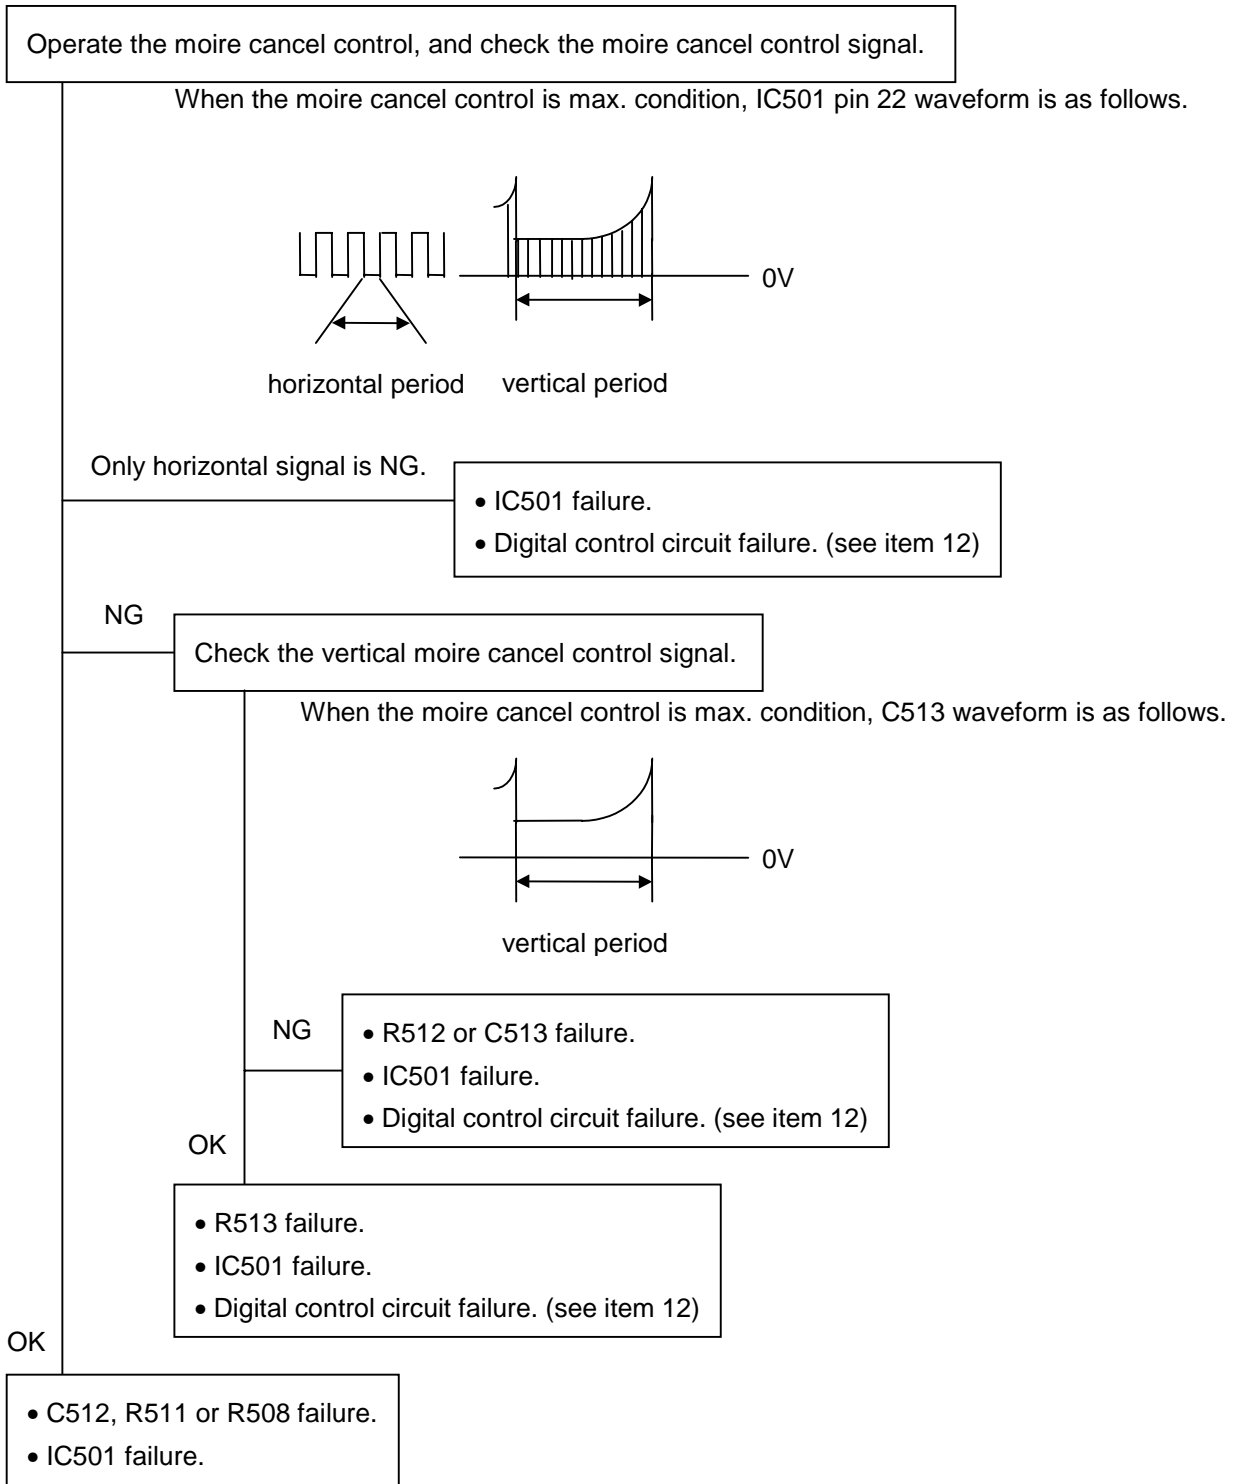 Operate the moire cancel control, and check the moire cancel control signal.
When the moire cancel control is max. condition, IC501 pin 22 waveform is as follows.
0V
horizontal period
vertical period
Only horizontal signal is NG.
• IC501 failure.
• Digital control circuit failure. (see item 12)
NG
Check the vertical moire cancel control signal.
When the moire cancel control is max. condition, C513 waveform is as follows.
0V
vertical period
NG
• R512 or C513 failure.
• IC501 failure.
• Digital control circuit failure. (see item 12)
OK
• R513 failure.
• IC501 failure.
• Digital control circuit failure. (see item 12)
OK
• C512, R511 or R508 failure.
• IC501 failure.